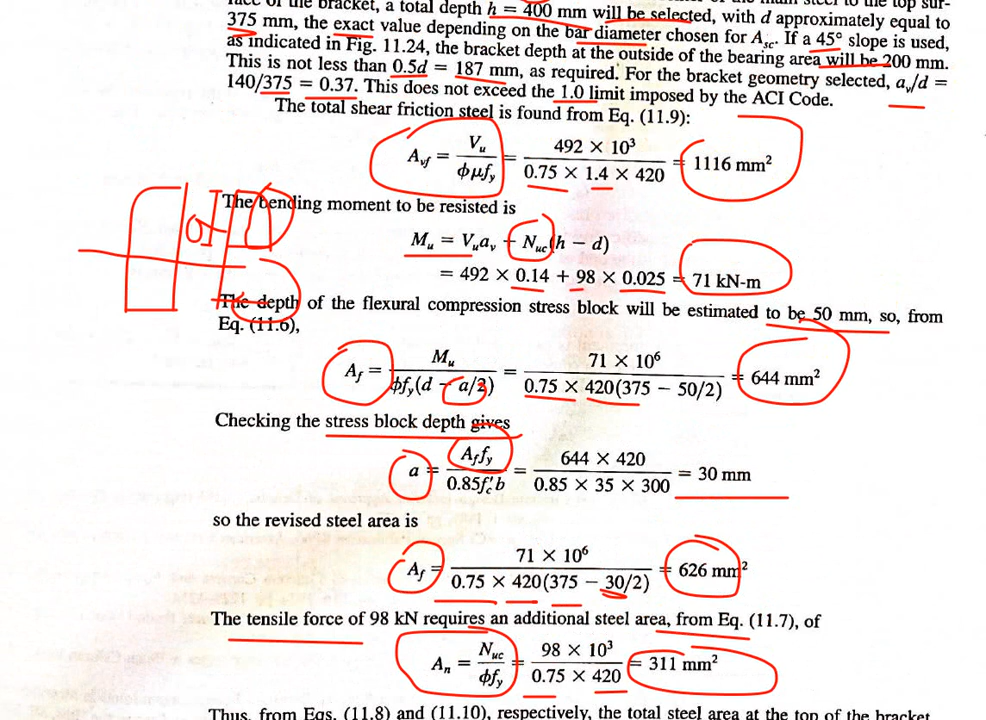 face of the bracket, a total depth h = 400 mm will be selected, with d approximately equal to
375 mm, the exact value depending on the bar diameter chosen for Asc. If a 45° slope is used,
as indicated in Fig. 11.24, the bracket depth at the outside of the bearing area will be 200 mm.
This is not less than 0.5d = 187 mm, as required. For the bracket geometry selected, av/d =
140/375 = 0.37. This does not exceed the 1.0 limit imposed by the ACI Code.
The total shear friction steel is found from Eq. (11.9):
Avf = Vu / ϕμfy = 492 × 10³ / 0.75 × 1.4 × 420 = 1116 mm²
The bending moment to be resisted is
Mu = Vuav + Nuc(h − d)
= 492 × 0.14 + 98 × 0.025 = 71 kN-m
The depth of the flexural compression stress block will be estimated to be 50 mm, so, from
Eq. (11.6),
Af = Mu / ϕfy(d − a/2) = 71 × 10⁶ / 0.75 × 420(375 − 50/2) = 644 mm²
Checking the stress block depth gives
a = Af fy / 0.85f′c b = 644 × 420 / 0.85 × 35 × 300 = 30 mm
so the revised steel area is
Af = 71 × 10⁶ / 0.75 × 420(375 − 30/2) = 626 mm²
The tensile force of 98 kN requires an additional steel area, from Eq. (11.7), of
An = Nuc / ϕfy = 98 × 10³ / 0.75 × 420 = 311 mm²
Thus, from Eqs. (11.8) and (11.10), respectively, the total steel area at the top of the bracket